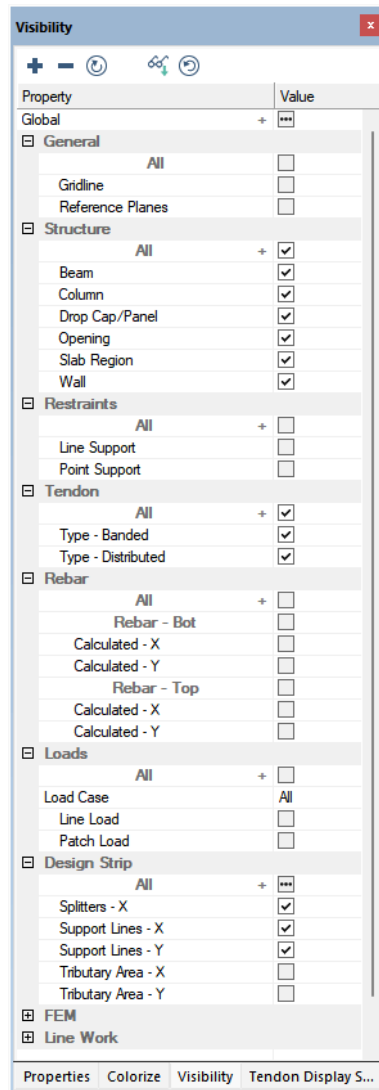 Visibility
Property Value
Global
General
All
Gridline
Reference Planes
Structure
All
Beam
Column
Drop Cap/Panel
Opening
Slab Region
Wall
Restraints
All
Line Support
Point Support
Tendon
All
Type - Banded
Type - Distributed
Rebar
All
Rebar - Bot
Calculated - X
Calculated - Y
Rebar - Top
Calculated - X
Calculated - Y
Loads
All
Load Case All
Line Load
Patch Load
Design Strip
All
Splitters - X
Support Lines - X
Support Lines - Y
Tributary Area - X
Tributary Area - Y
FEM
Line Work
Properties Colorize Visibility Tendon Display S...